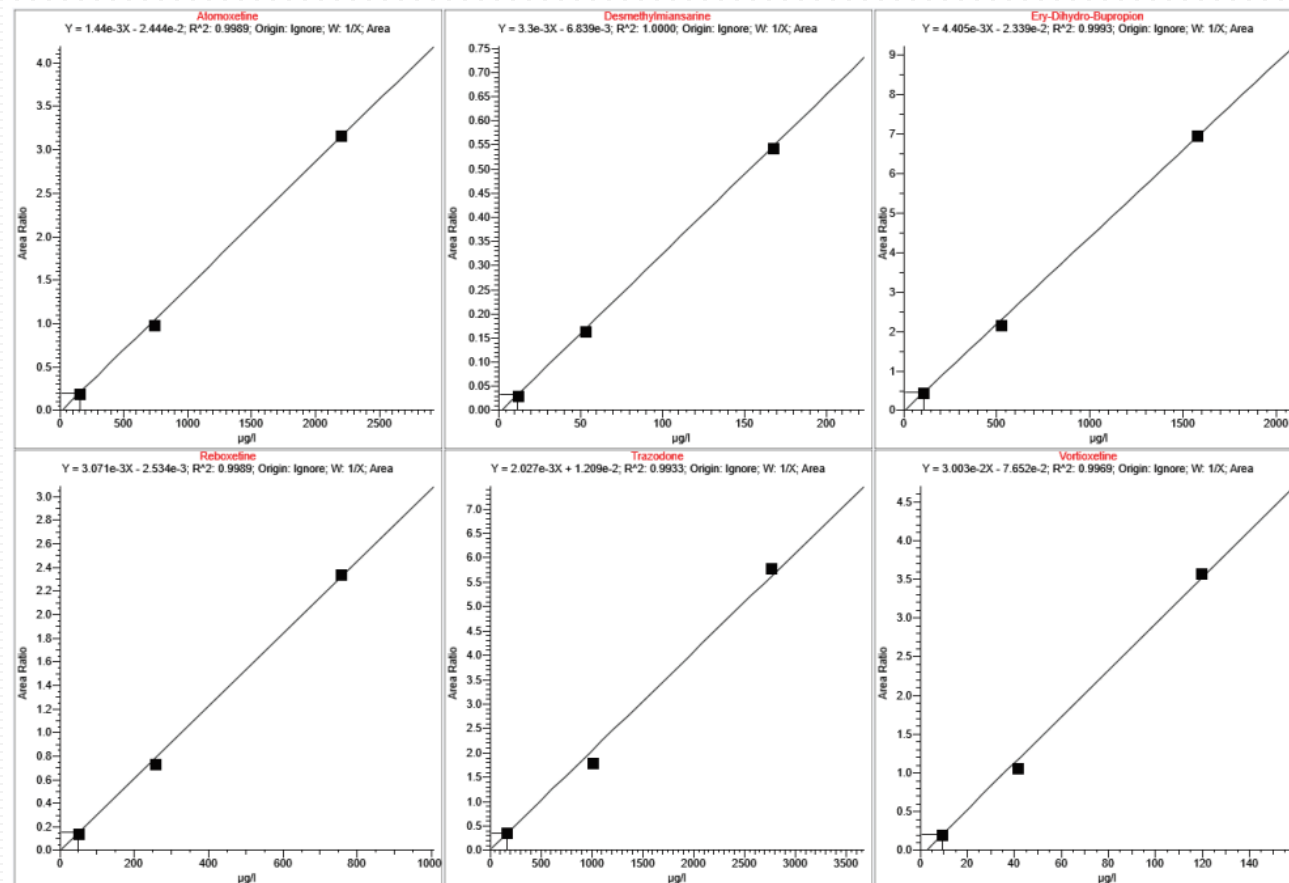 Atomoxetine
Y = 1.44e-3X - 2.444e-2; R^2: 0.9989; Origin: Ignore; W: 1/X; Area
4.0
3.5
3.0
2.5
2.0
1.5
1.0
0.5
0.0
Area Ratio
0 500 1000 1500 2000 2500
µg/l
Desmethylmiansarine
Y = 3.3e-3X - 6.839e-3; R^2: 1.0000; Origin: Ignore; W: 1/X; Area
0.75
0.70
0.65
0.60
0.55
0.50
0.45
0.40
0.35
0.30
0.25
0.20
0.15
0.10
0.05
0.00
Area Ratio
0 50 100 150 200
µg/l
Ery-Dihydro-Bupropion
Y = 4.405e-3X - 2.339e-2; R^2: 0.9993; Origin: Ignore; W: 1/X; Area
9
8
7
6
5
4
3
2
1
0
Area Ratio
0 500 1000 1500 2000
µg/l
Reboxetine
Y = 3.071e-3X - 2.534e-3; R^2: 0.9989; Origin: Ignore; W: 1/X; Area
3.0
2.8
2.6
2.4
2.2
2.0
1.8
1.6
1.4
1.2
1.0
0.8
0.6
0.4
0.2
0.0
Area Ratio
0 200 400 600 800 1000
µg/l
Trazodone
Y = 2.027e-3X + 1.209e-2; R^2: 0.9933; Origin: Ignore; W: 1/X; Area
7.0
6.5
6.0
5.5
5.0
4.5
4.0
3.5
3.0
2.5
2.0
1.5
1.0
0.5
0.0
Area Ratio
0 500 1000 1500 2000 2500 3000 3500
µg/l
Vortioxetine
Y = 3.003e-2X - 7.652e-2; R^2: 0.9969; Origin: Ignore; W: 1/X; Area
4.5
4.0
3.5
3.0
2.5
2.0
1.5
1.0
0.5
0.0
Area Ratio
0 20 40 60 80 100 120 140
µg/l